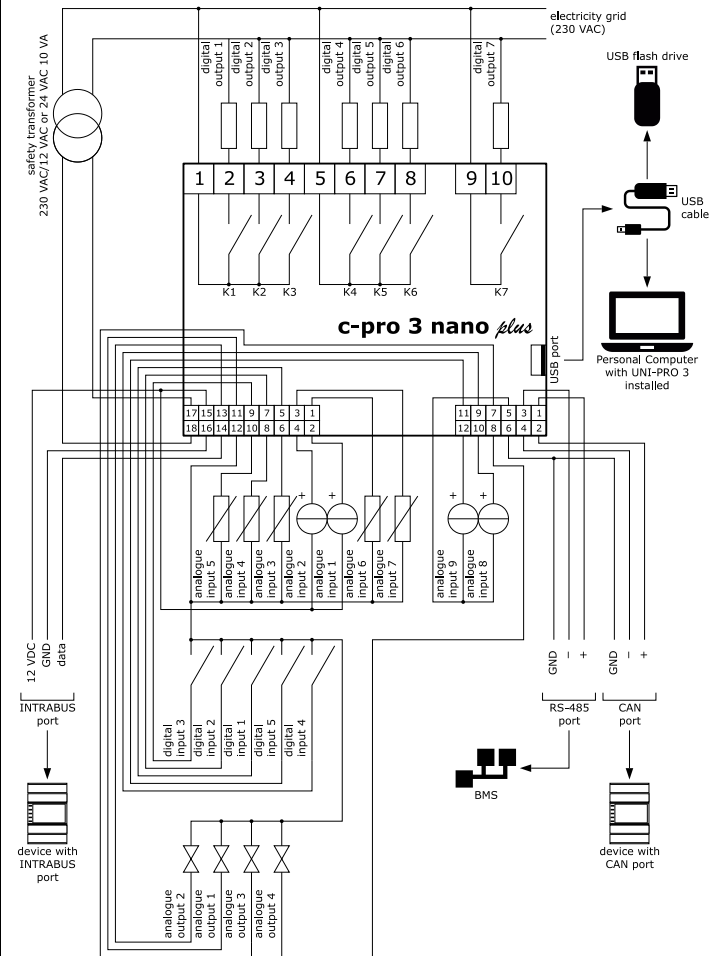 electricity grid
(230 VAC)
safety transformer
230 VAC/12 VAC or 24 VAC 10 VA
digital
output 1
digital
output 2
digital
output 3
digital
output 4
digital
output 5
digital
output 6
digital
output 7
USB flash drive
USB
cable
1 2 3 4 5 6 7 8 9 10
K1 K2 K3 K4 K5 K6 K7
c-pro 3 nano plus
USB port
Personal Computer
with UNI-PRO 3
installed
17 15 13 11 9 7 5 3 1
18 16 14 12 10 8 6 4 2
11 9 7 5 3 1
12 10 8 6 4 2
+ + + +
analogue
input 5
analogue
input 4
analogue
input 3
analogue
input 2
analogue
input 1
analogue
input 6
analogue
input 7
analogue
input 9
analogue
input 8
12 VDC
GND
data
GND
–
+
GND
–
+
INTRABUS
port
RS-485
port
CAN
port
digital
input 3
digital
input 2
digital
input 1
digital
input 5
digital
input 4
BMS
device with
INTRABUS
port
device with
CAN port
analogue
output 2
analogue
output 1
analogue
output 3
analogue
output 4